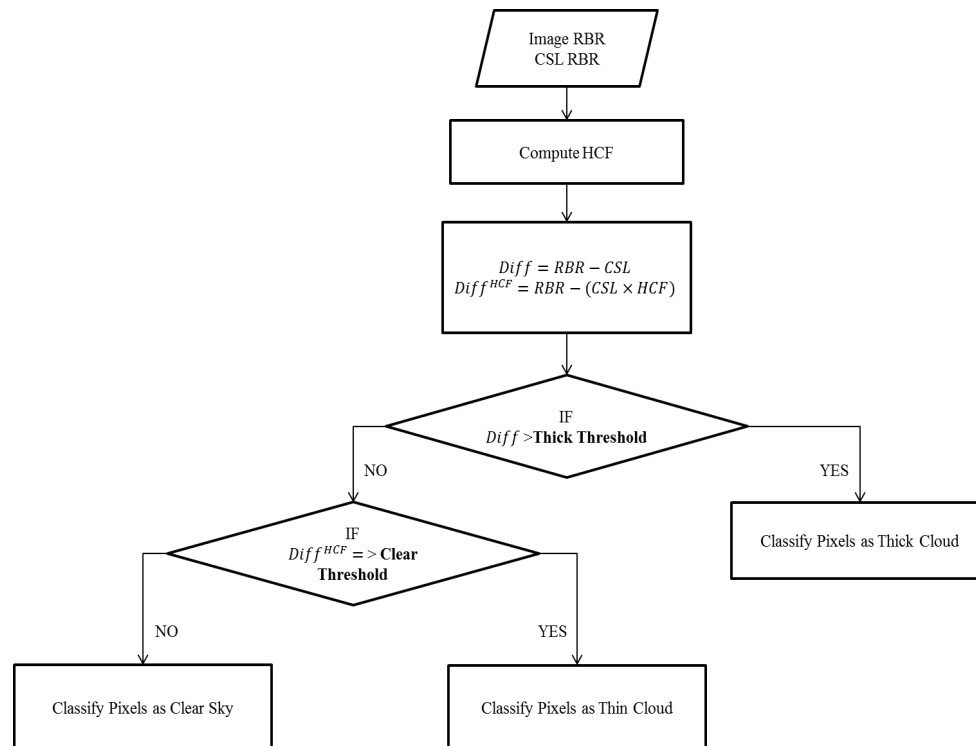 Image RBR
CSL RBR
Compute HCF
Diff = RBR − CSL
Diff^HCF = RBR − (CSL × HCF)
IF
Diff >Thick Threshold
NO
YES
IF
Diff^HCF = > Clear
Threshold
Classify Pixels as Thick Cloud
NO
YES
Classify Pixels as Clear Sky
Classify Pixels as Thin Cloud